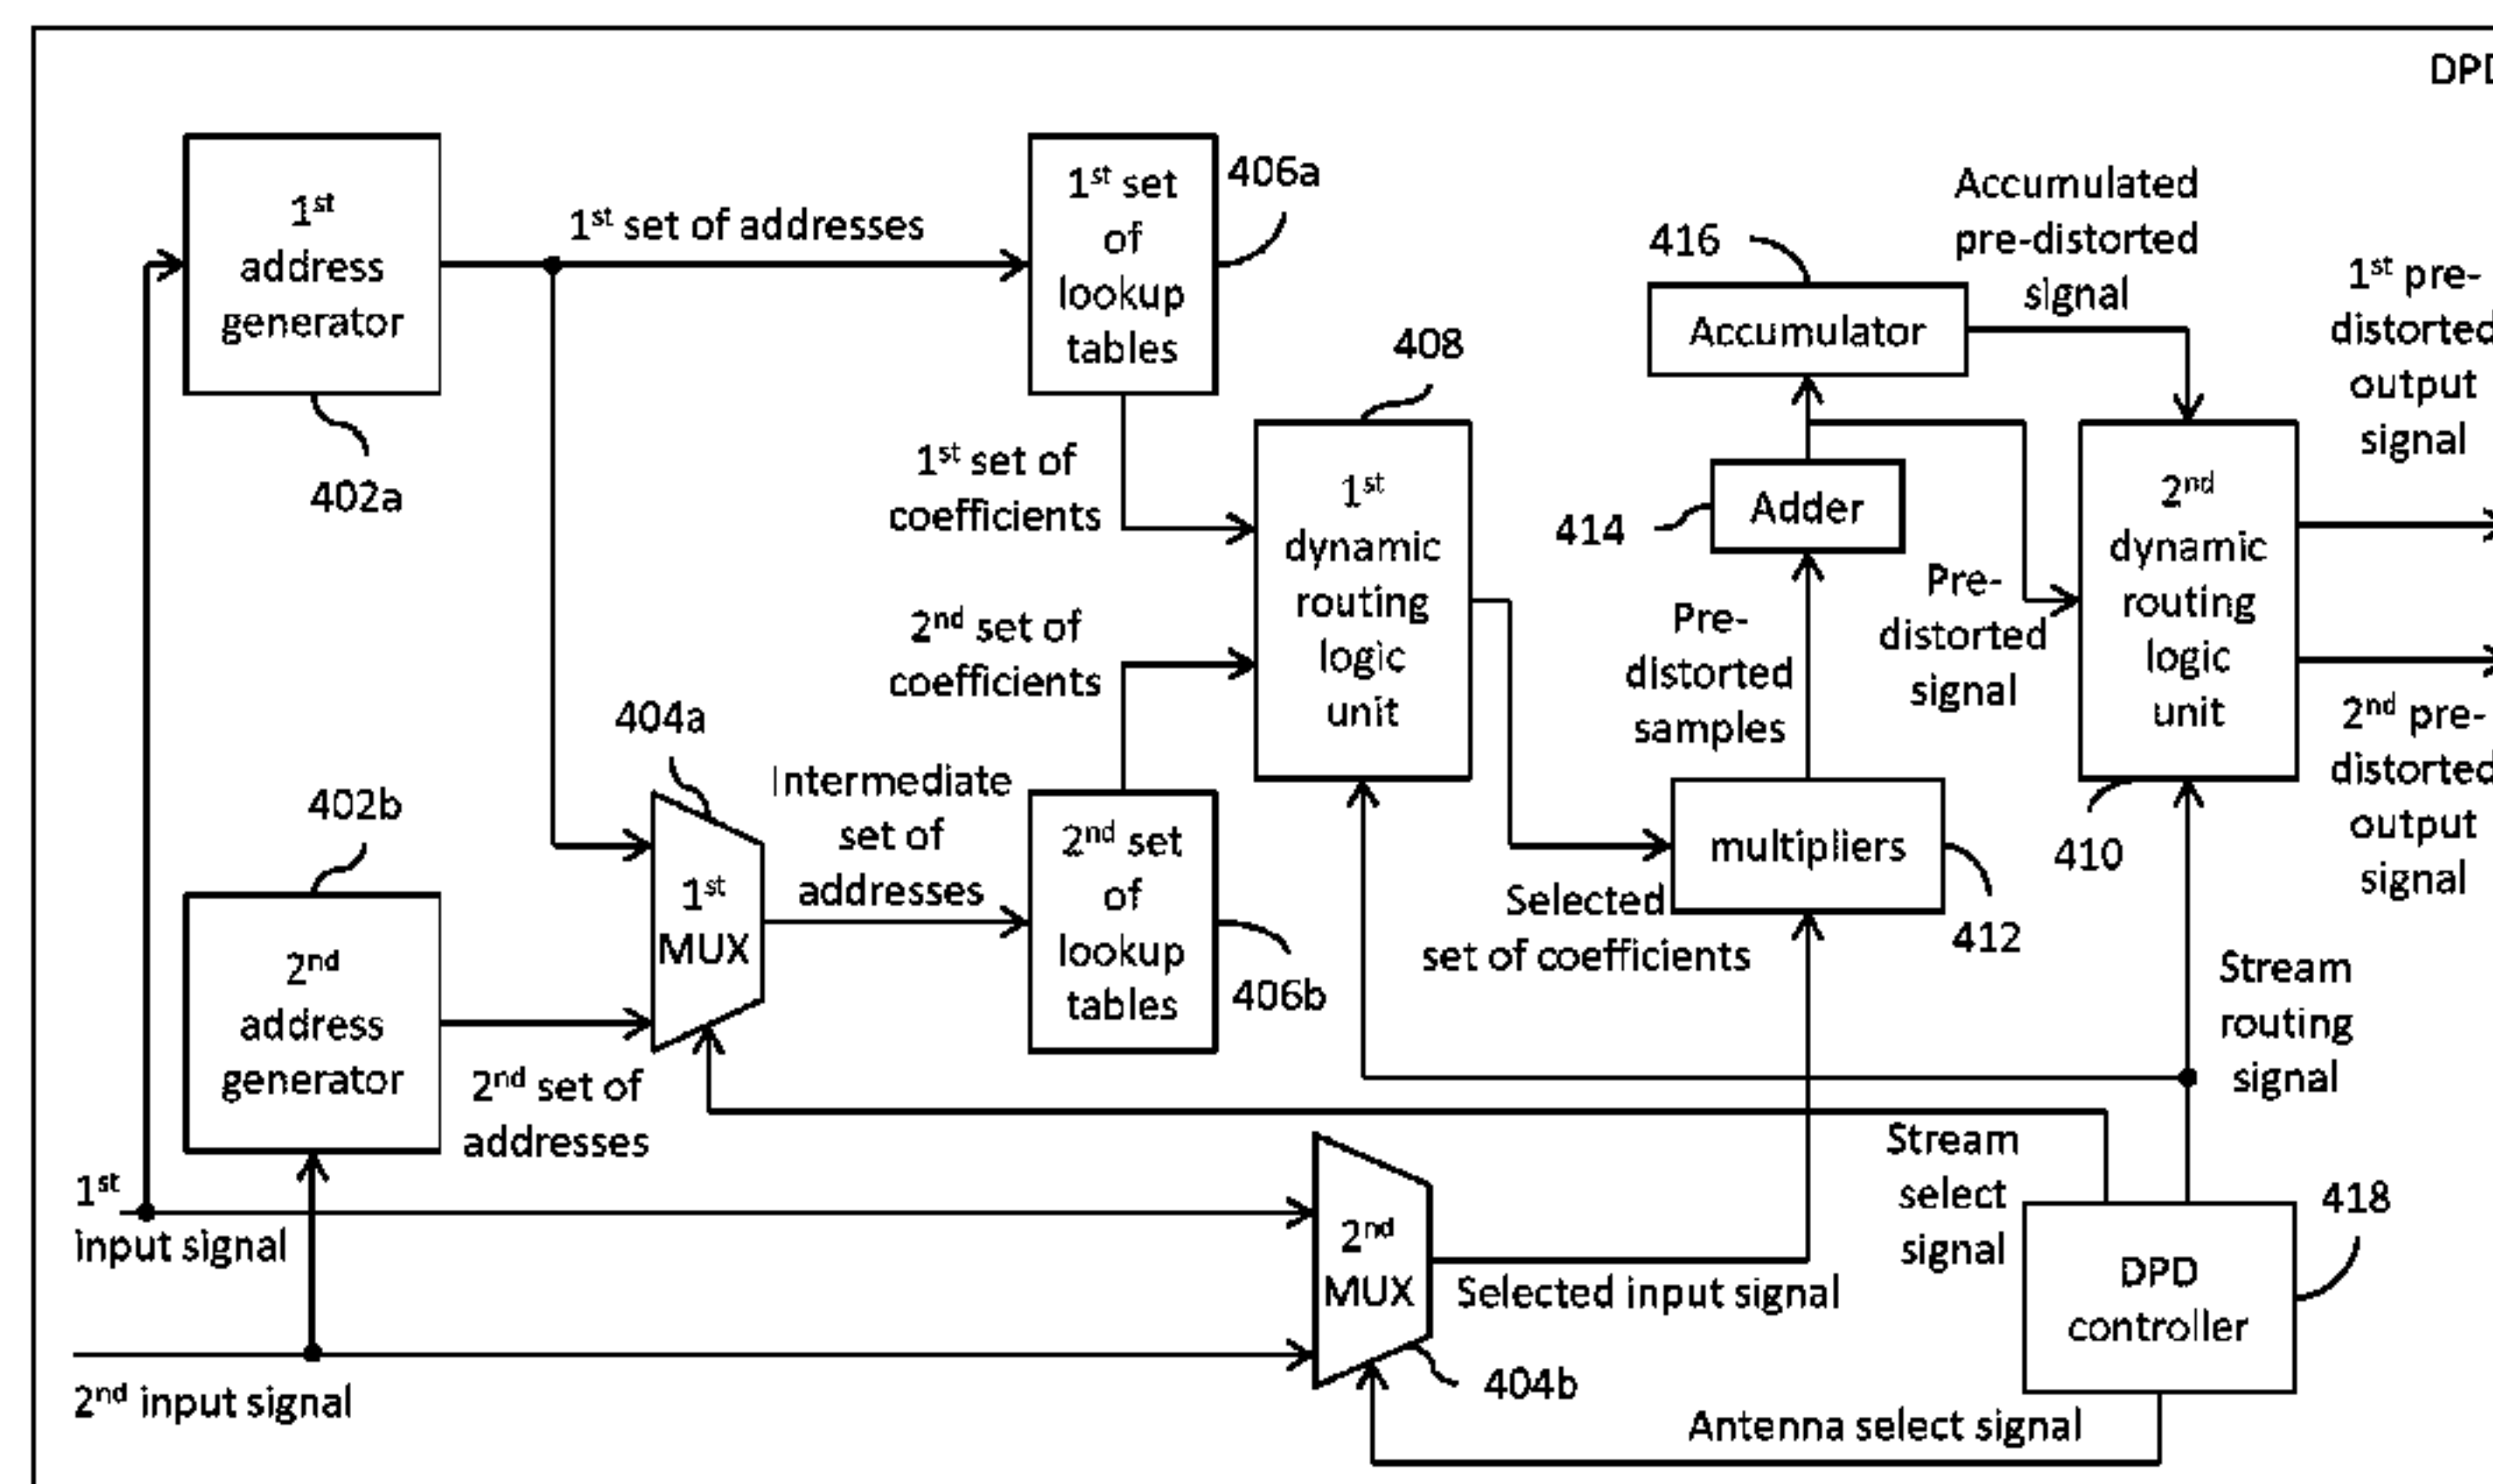 DPD
1st
address
generator
402a
1st set of addresses
1st set
of
lookup
tables
406a
408
1st set of
coefficients
2nd set of
coefficients
1st
dynamic
routing
logic
unit
416
Accumulator
Accumulated
pre-distorted
signal
1st pre-
distorted
output
signal
414
Adder
Pre-
distorted
samples
Pre-
distorted
signal
2nd
dynamic
routing
logic
unit
2nd pre-
distorted
output
signal
410
404a
1st
MUX
Intermediate
set of
addresses
2nd set
of
lookup
tables
406b
multipliers
412
Selected
set of coefficients
402b
2nd
address
generator
2nd set of
addresses
Stream
routing
signal
1st
input signal
2nd input signal
2nd
MUX
404b
Selected input signal
Stream
select
signal
418
DPD
controller
Antenna select signal